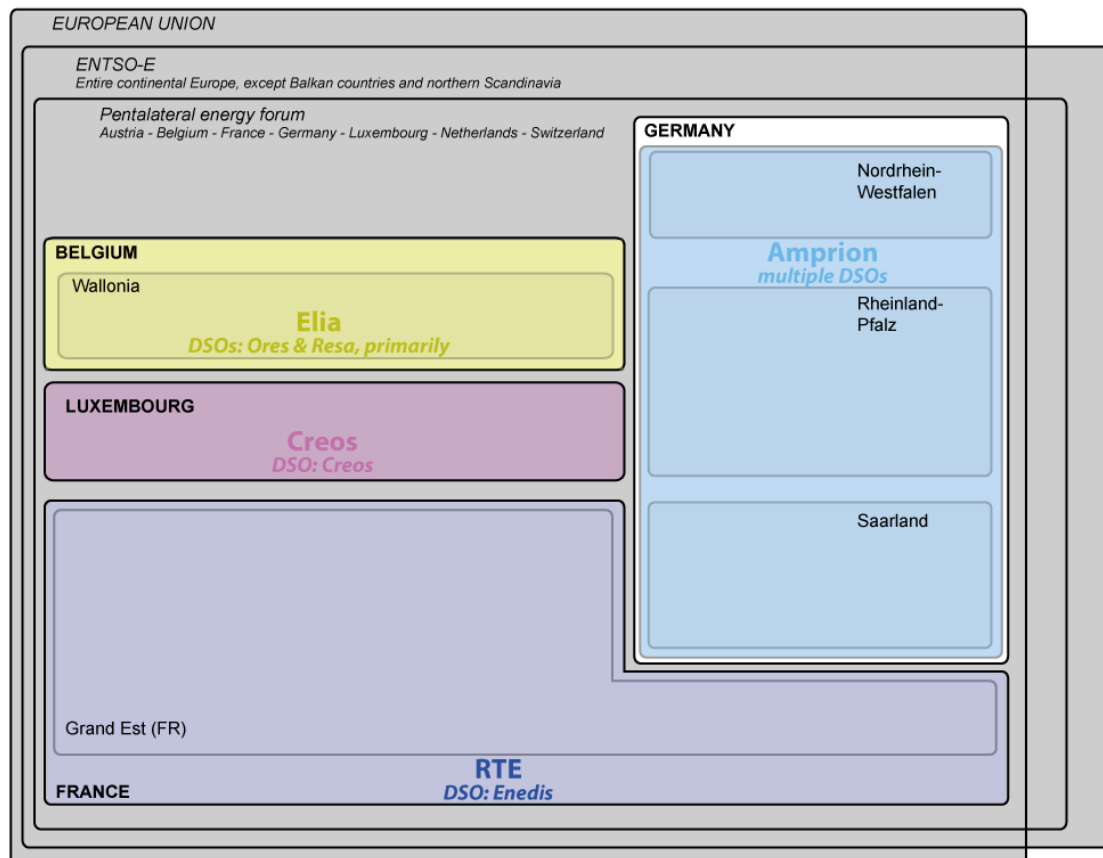 EUROPEAN UNION
ENTSO-E
Entire continental Europe, except Balkan countries and northern Scandinavia
Pentalateral energy forum
Austria - Belgium - France - Germany - Luxembourg - Netherlands - Switzerland
GERMANY
Nordrhein-
Westfalen
Amprion
multiple DSOs
Rheinland-
Pfalz
Saarland
BELGIUM
Wallonia
Elia
DSOs: Ores & Resa, primarily
LUXEMBOURG
Creos
DSO: Creos
Grand Est (FR)
RTE
DSO: Enedis
FRANCE